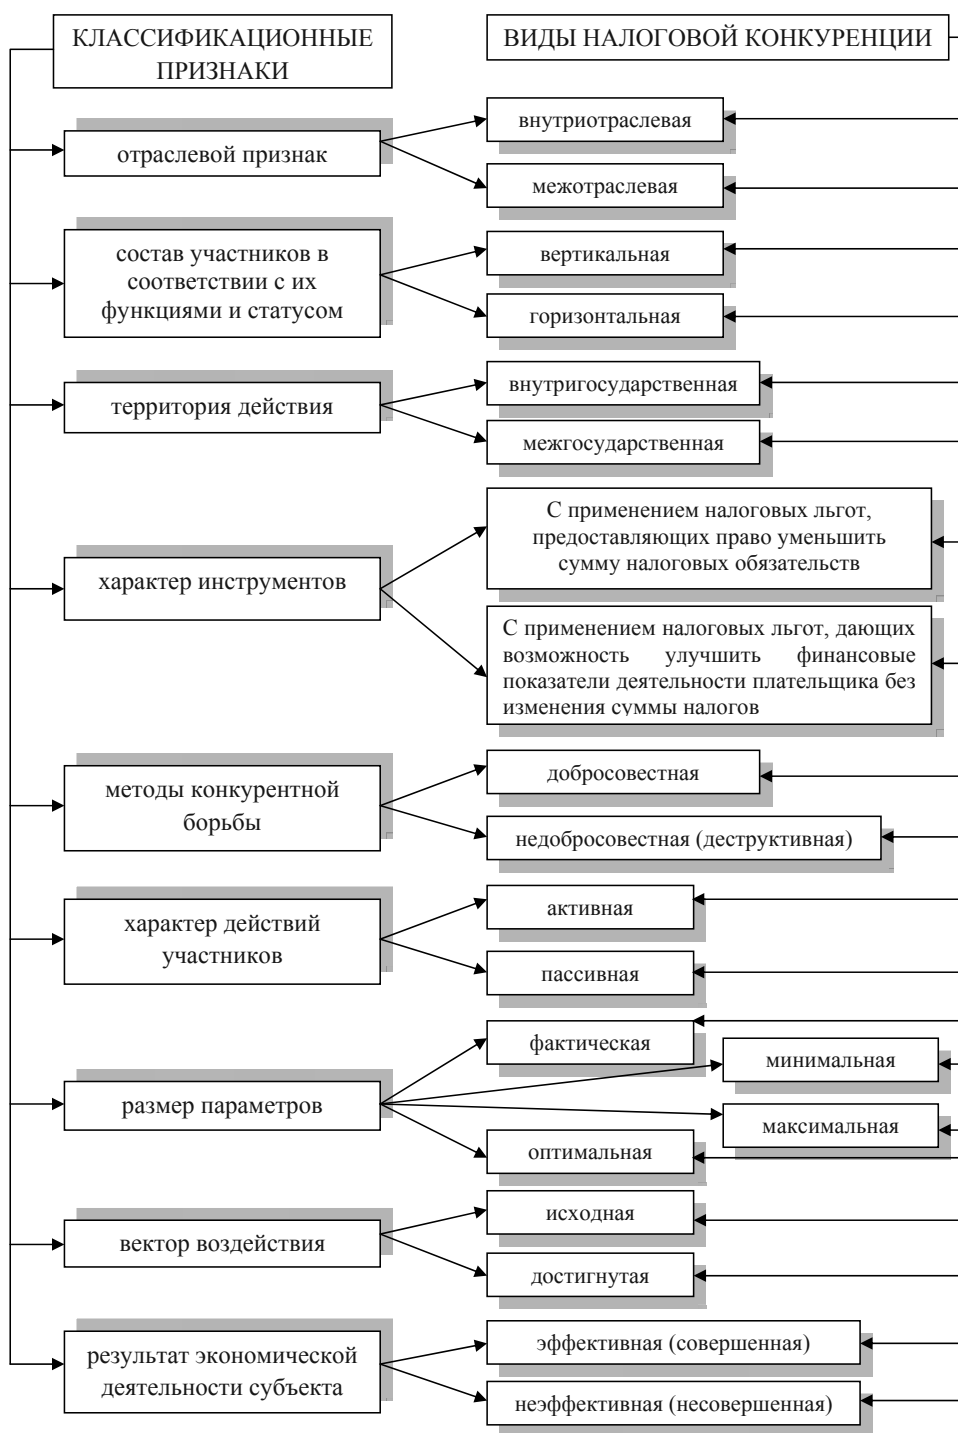 КЛАССИФИКАЦИОННЫЕ
ПРИЗНАКИ
ВИДЫ НАЛОГОВОЙ КОНКУРЕНЦИИ
отраслевой признак
внутриотраслевая
межотраслевая
состав участников в
соответствии с их
функциями и статусом
вертикальная
горизонтальная
территория действия
внутригосударственная
межгосударственная
характер инструментов
С применением налоговых льгот,
предоставляющих право уменьшить
сумму налоговых обязательств
С применением налоговых льгот, дающих
возможность улучшить финансовые
показатели деятельности плательщика без
изменения суммы налогов
методы конкурентной
борьбы
добросовестная
недобросовестная (деструктивная)
характер действий
участников
активная
пассивная
размер параметров
фактическая
минимальная
максимальная
оптимальная
вектор воздействия
исходная
достигнутая
результат экономической
деятельности субъекта
эффективная (совершенная)
неэффективная (несовершенная)